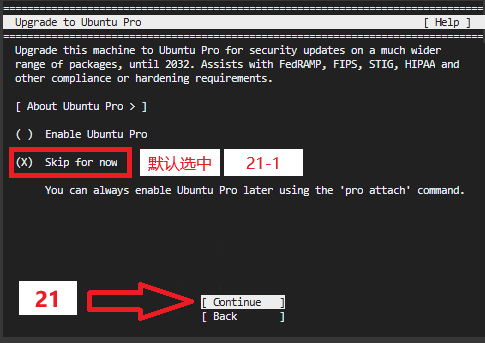 Upgrade to Ubuntu Pro [ Help ]
Upgrade this machine to Ubuntu Pro for security updates on a much wider
range of packages, until 2032. Assists with FedRAMP, FIPS, STIG, HIPAA and
other compliance or hardening requirements.
[ About Ubuntu Pro > ]
( ) Enable Ubuntu Pro
(X) Skip for now 默认选中 21-1
You can always enable Ubuntu Pro later using the 'pro attach' command.
21 [ Continue ]
[ Back ]